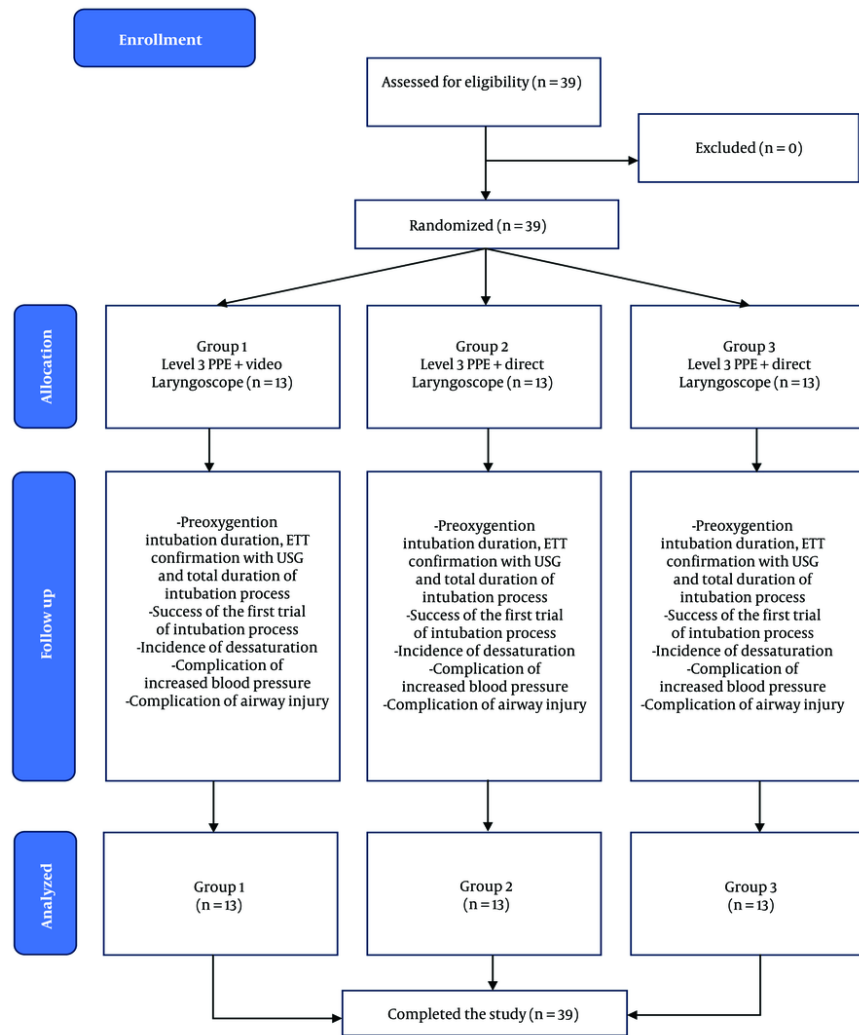 Enrollment
Assessed for eligibility (n = 39)
Excluded (n = 0)
Randomized (n = 39)
Allocation
Group 1
Level 3 PPE + video
Laryngoscope (n = 13)
Group 2
Level 3 PPE + direct
Laryngoscope (n = 13)
Group 3
Level 3 PPE + direct
Laryngoscope (n = 13)
Follow up
-Preoxygention
intubation duration, ETT
confirmation with USG
and total duration of
intubation process
-Success of the first trial
of intubation process
-Incidence of dessaturation
-Complication of
increased blood pressure
-Complication of airway injury
-Preoxygention
intubation duration, ETT
confirmation with USG
and total duration of
intubation process
-Success of the first trial
of intubation process
-Incidence of dessaturation
-Complication of
increased blood pressure
-Complication of airway injury
-Preoxygention
intubation duration, ETT
confirmation with USG
and total duration of
intubation process
-Success of the first trial
of intubation process
-Incidence of dessaturation
-Complication of
increased blood pressure
-Complication of airway injury
Analyzed
Group 1
(n = 13)
Group 2
(n = 13)
Group 3
(n = 13)
Completed the study (n = 39)